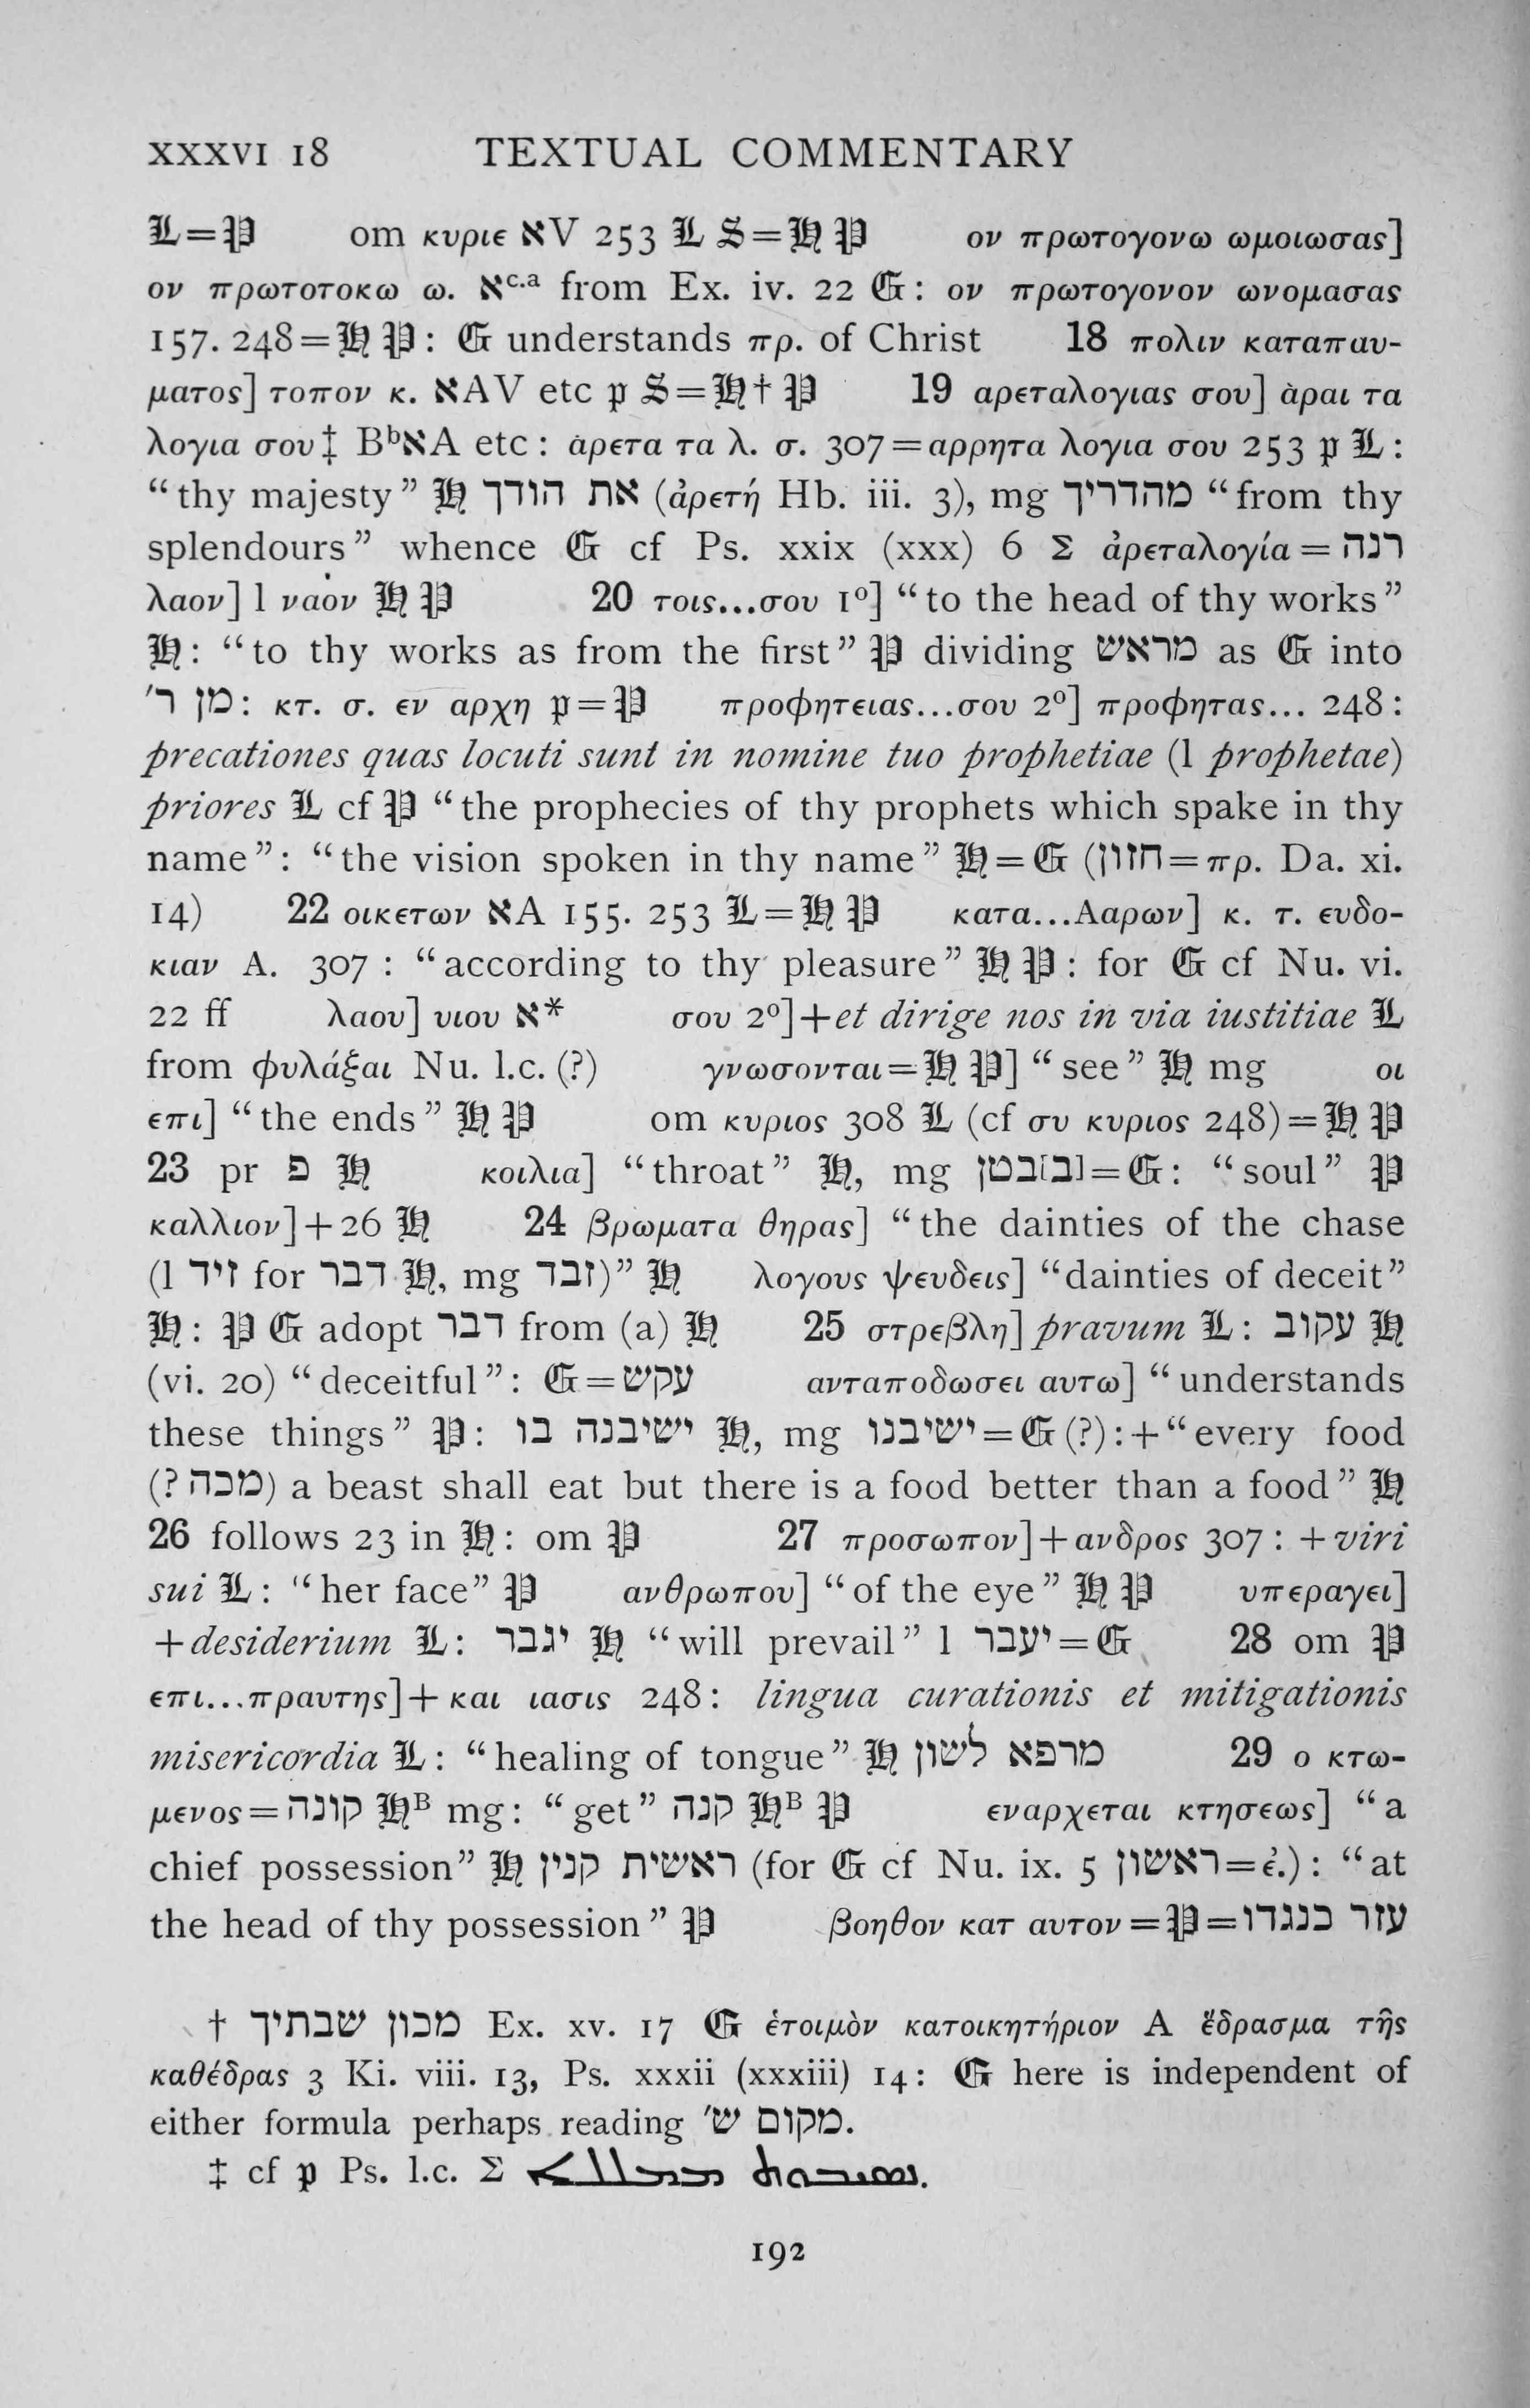 XXXVI 18 TEXTUAL COMMENTARY
𝕷=𝕻 om κυριε אV 253 𝕷 𝕾=𝕳 𝕻 ον πρωτογονω ωμοιωσας]
ον πρωτοτοκω ω. אc.a from Ex. iv. 22 𝕲: ον πρωτογονον ωνομασας
157. 248=𝕳 𝕻: 𝕲 understands πρ. of Christ 18 πολιν καταπαυ-
ματος] τοπον κ. אAV etc 𝖕 𝕾=𝕳† 𝕻 19 αρεταλογιας σου] ἀραι τα
λογια σου‡ BbאA etc: ἀρετα τα λ. σ. 307=αρρητα λογια σου 253 𝖕 𝕷:
“thy majesty” 𝕳 את הודך (ἀρετή Hb. iii. 3), mg מהדריך “from thy
splendours” whence 𝕲 cf Ps. xxix (xxx) 6 Σ ἀρεταλογία=רנה
λαον] l ναὸν 𝕳 𝕻 20 τοις...σου 1º] “to the head of thy works”
𝕳: “to thy works as from the first” 𝕻 dividing מראש as 𝕲 into
מן ר׳: κτ. σ. εν αρχη 𝖕=𝕻 προφητειας...σου 2º] προφητας... 248:
precationes quas locuti sunt in nomine tuo prophetiae (l prophetae)
priores 𝕷 cf 𝕻 “the prophecies of thy prophets which spake in thy
name”: “the vision spoken in thy name” 𝕳=𝕲 (חזון=πρ. Da. xi.
14) 22 οικετων אA 155. 253 𝕷=𝕳 𝕻 κατα...Ααρων] κ. τ. ευδο-
κιαν A. 307: “according to thy pleasure” 𝕳 𝕻: for 𝕲 cf Nu. vi.
22 ff λαου] υιου א* σου 2º]+et dirige nos in via iustitiae 𝕷
from φυλάξαι Nu. l.c. (?) γνωσονται=𝕳 𝕻] “see” 𝕳 mg οι
επι] “the ends” 𝕳 𝕻 om κυριος 308 𝕷 (cf συ κυριος 248)=𝕳 𝕻
23 pr פ 𝕳 κοιλια] “throat” 𝕳, mg [ב]בטן=𝕲: “soul” 𝕻
καλλιον]+26 𝕳 24 βρωματα θηρας] “the dainties of the chase
(l זיד for דבר 𝕳, mg זבד)” 𝕳 λογους ψευδεις] “dainties of deceit”
𝕳: 𝕻 𝕲 adopt דבר from (a) 𝕳 25 στρεβλη] pravum 𝕷: עקוב 𝕳
(vi. 20) “deceitful”: 𝕲=עקש ανταποδωσει αυτω] “understands
these things” 𝕻: ישיבנה בו 𝕳, mg ישיבנו=𝕲 (?):+“every food
(? מכה) a beast shall eat but there is a food better than a food” 𝕳
26 follows 23 in 𝕳: om 𝕻 27 προσωπον]+ανδρος 307: +viri
sui 𝕷: “her face” 𝕻 ανθρωπου] “of the eye” 𝕳 𝕻 υπεραγει]
+desiderium 𝕷: יגבר 𝕳 “will prevail” l יעבר=𝕲 28 om 𝕻
επι...πραυτης]+και ιασις 248: lingua curationis et mitigationis
misericordia 𝕷: “healing of tongue” 𝕳 מרפא לשון 29 ο κτω-
μενος=קונה 𝕳B mg: “get” קנה 𝕳B 𝕻 εναρχεται κτησεως] “a
chief possession” 𝕳 ראשית קנין (for 𝕲 cf Nu. ix. 5 ראשון=ἐ.): “at
the head of thy possession” 𝕻 βοηθον κατ αυτον=𝕻=עזר כנגדו
† מכון שבתיך Ex. xv. 17 𝕲 ἑτοιμὸν κατοικητήριον A ἕδρασμα τῆς
καθέδρας 3 Ki. viii. 13, Ps. xxxii (xxxiii) 14: 𝕲 here is independent of
either formula perhaps reading מקום ש׳.
‡ cf 𝖕 Ps. l.c. Σ
192